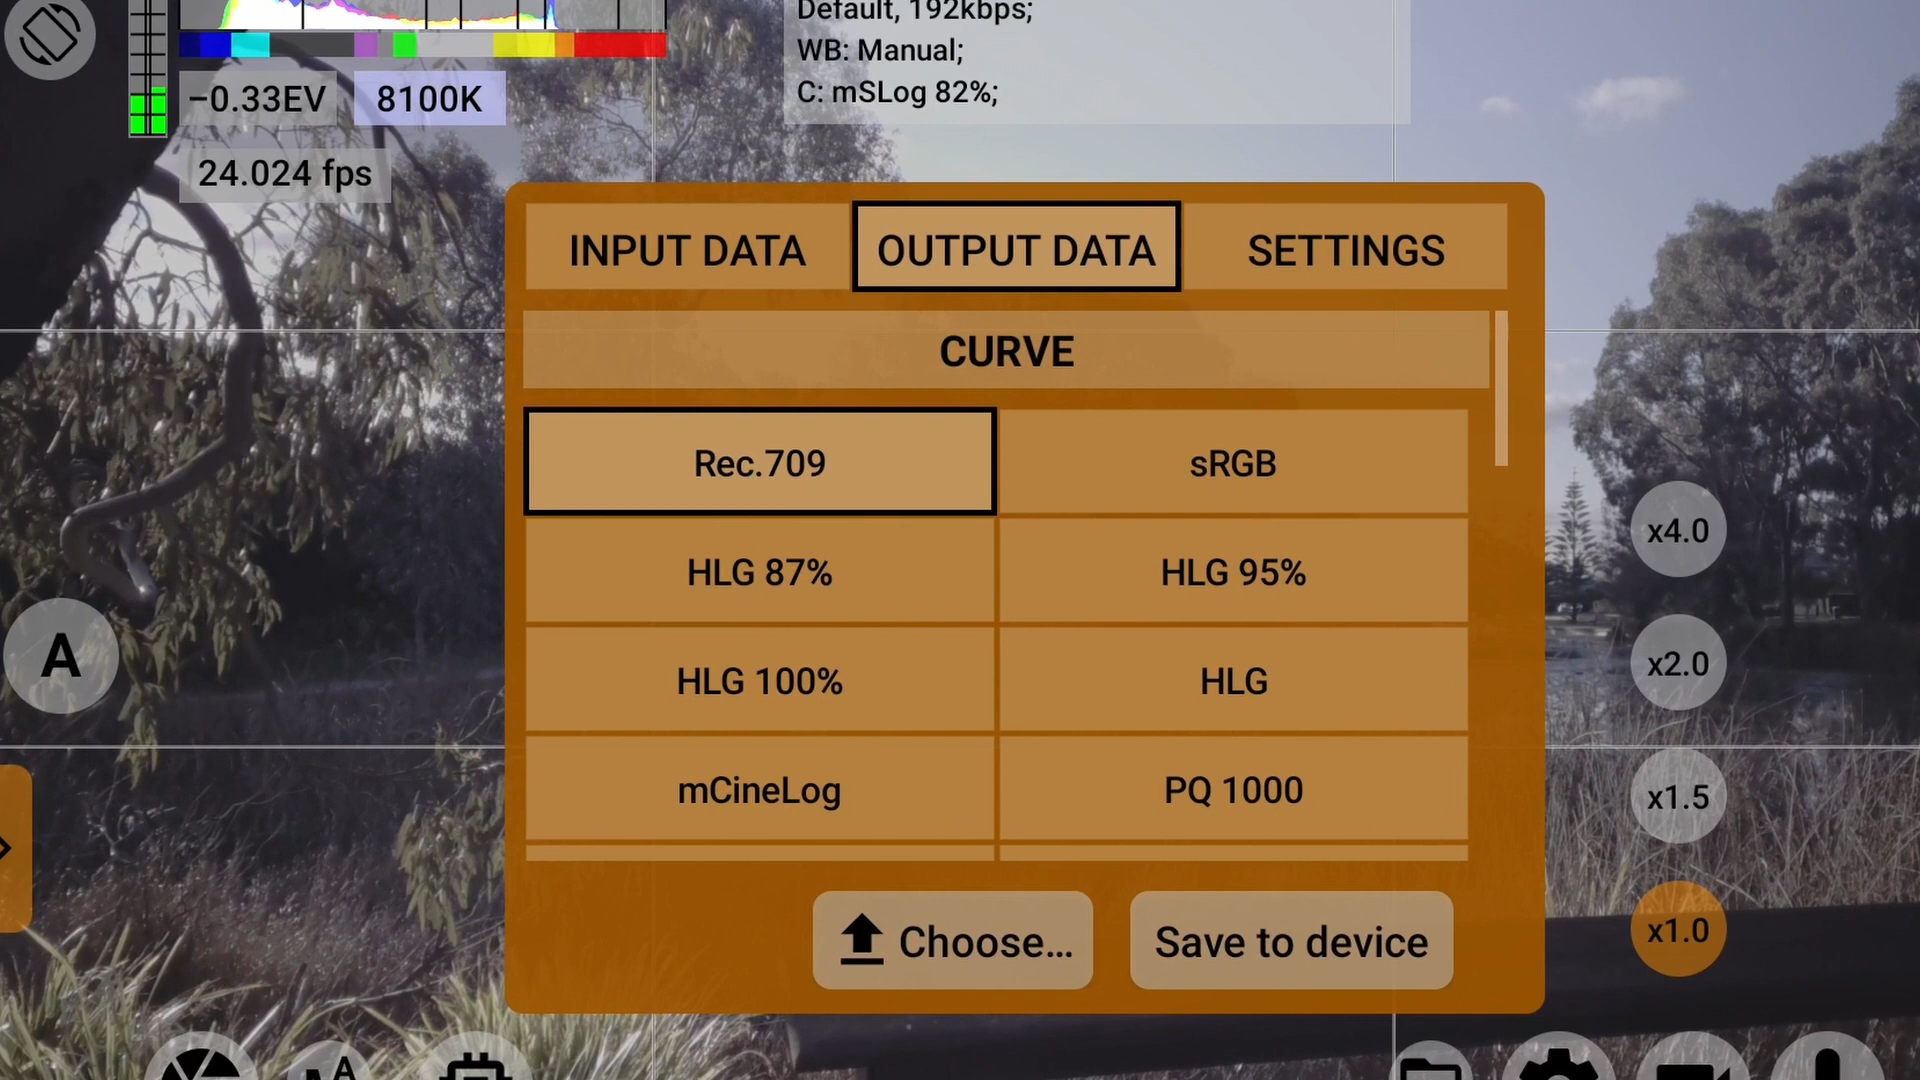 Default, 192kbps;
WB: Manual;
C: mSLog 82%;
−0.33EV 8100K
24.024 fps
INPUT DATA OUTPUT DATA SETTINGS
CURVE
Rec.709 sRGB
HLG 87% HLG 95%
HLG 100% HLG
mCineLog PQ 1000
A
x4.0
x2.0
x1.5
x1.0
Choose... Save to device
A